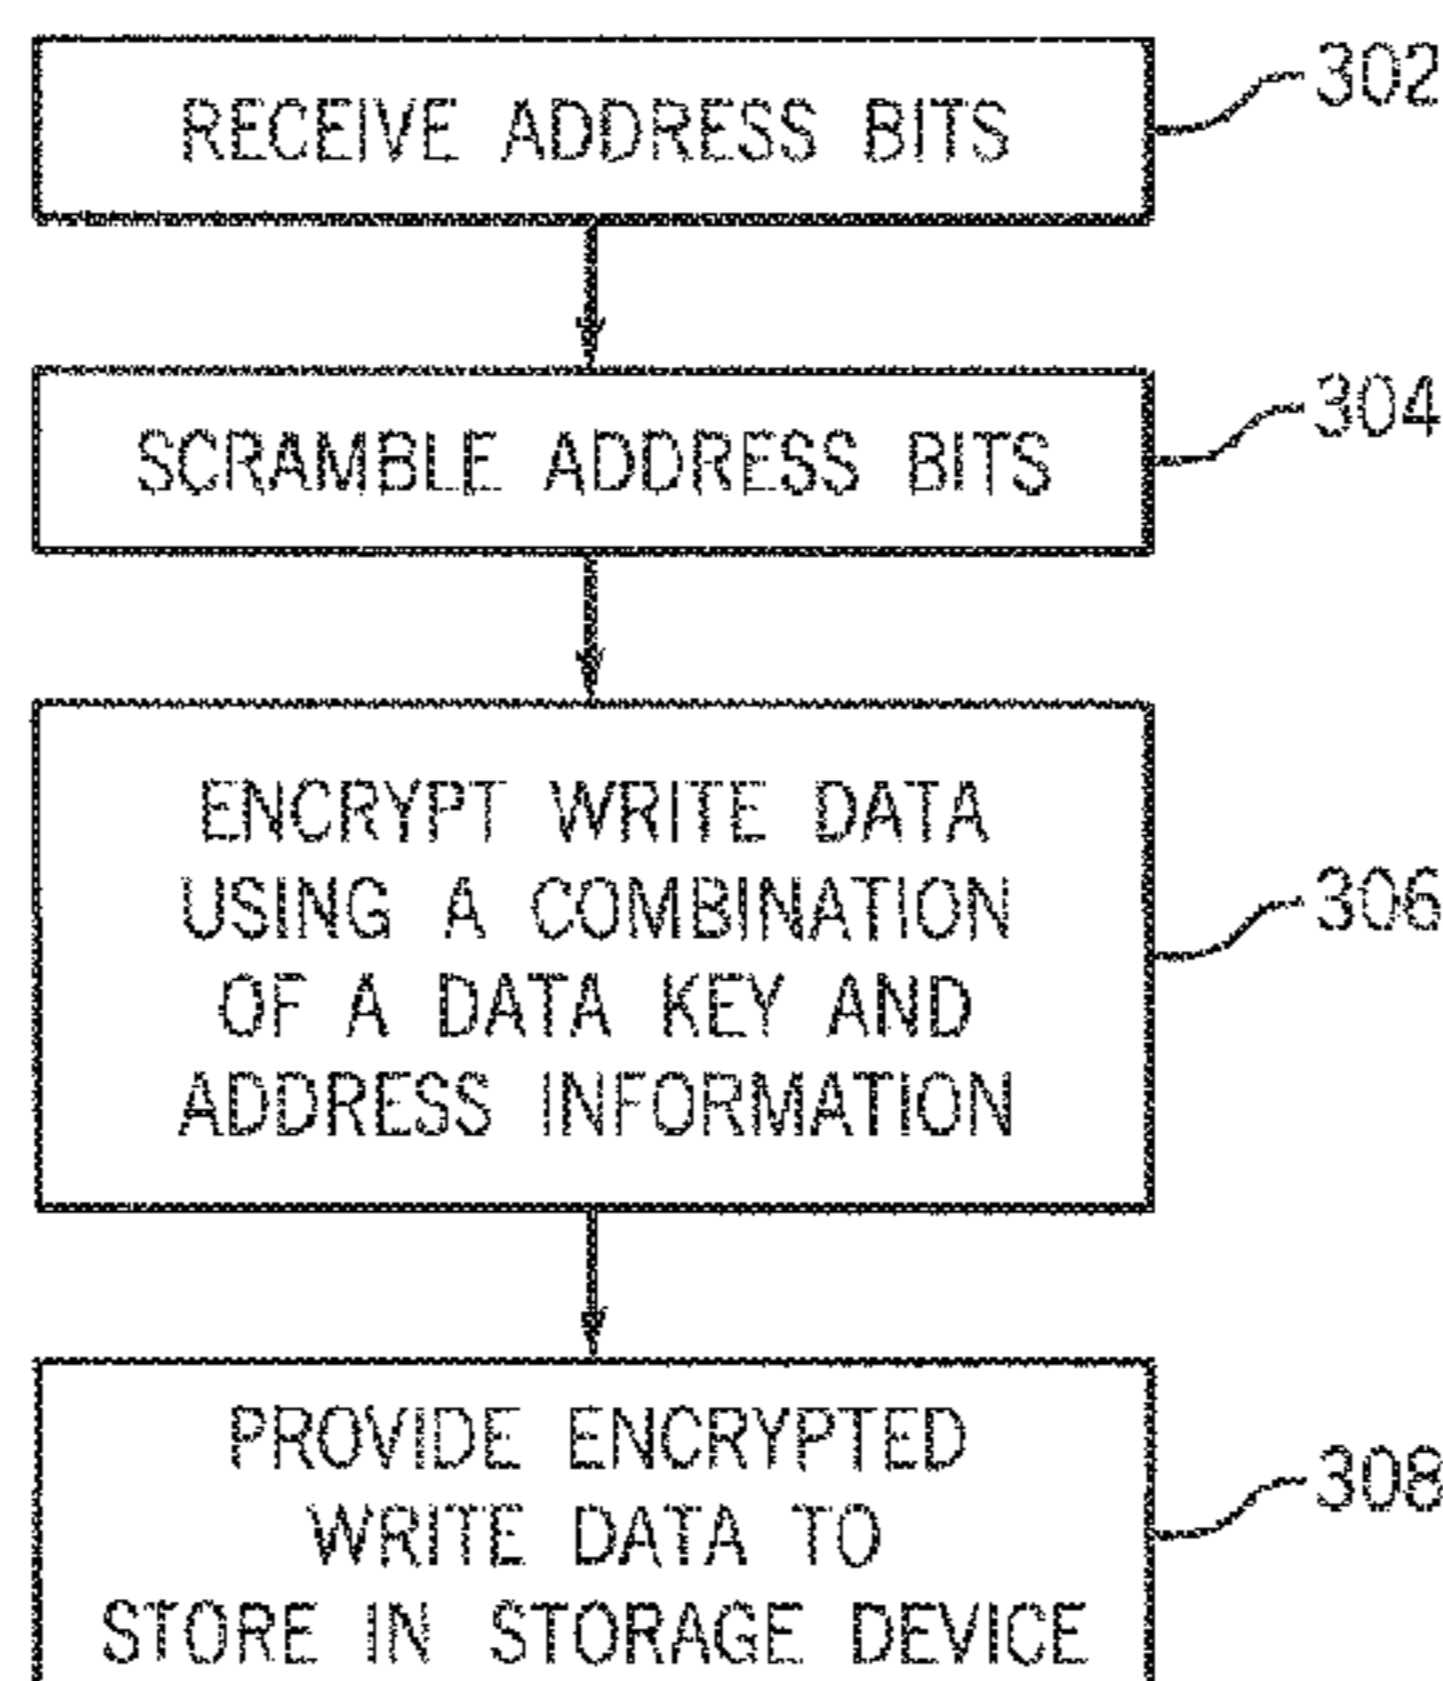 RECEIVE ADDRESS BITS
302
SCRAMBLE ADDRESS BITS
304
ENCRYPT WRITE DATA
USING A COMBINATION
OF A DATA KEY AND
ADDRESS INFORMATION
306
PROVIDE ENCRYPTED
WRITE DATA TO
STORE IN STORAGE DEVICE
308